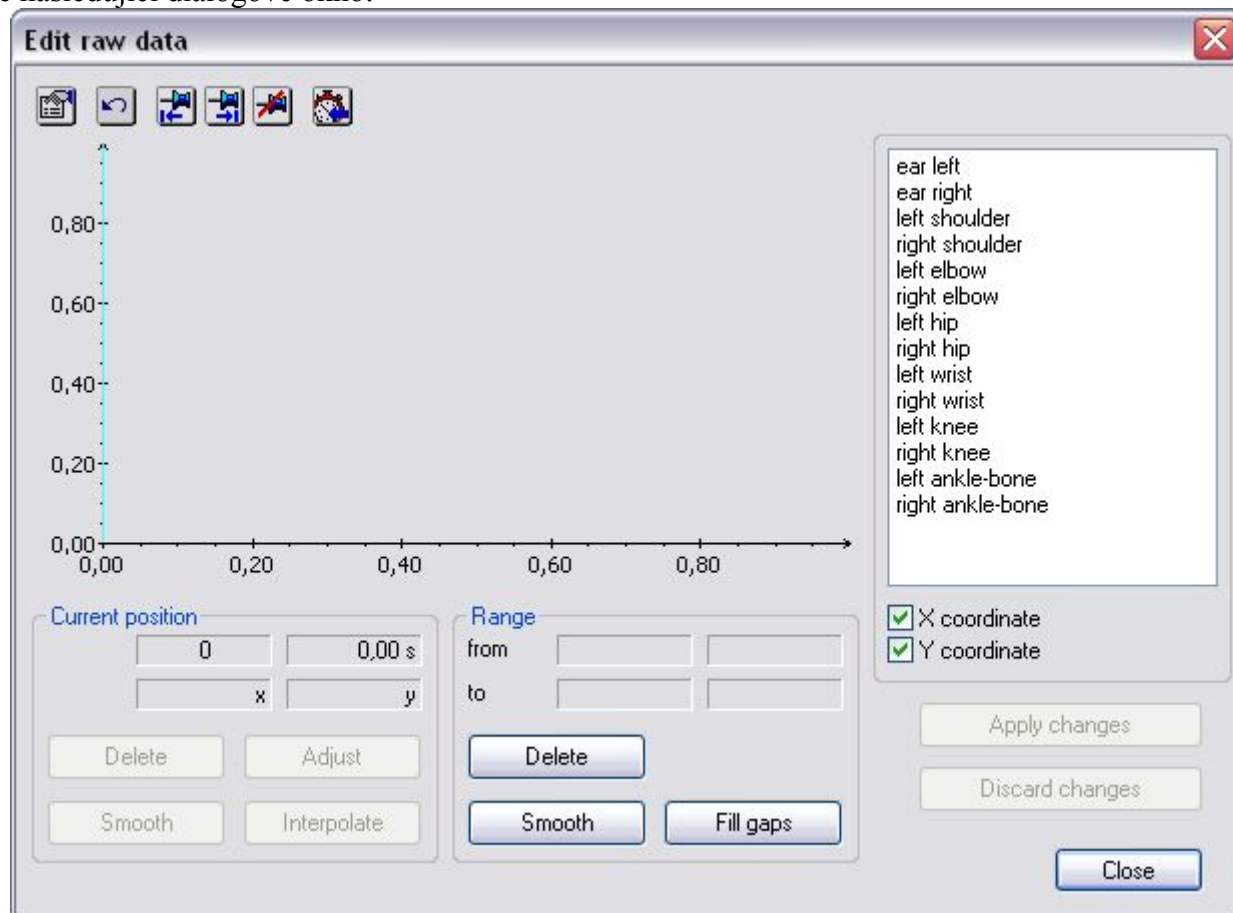 následující dialogové okno:
Edit raw data
0,80
0,60
0,40
0,20
0,00
0,00 0,20 0,40 0,60 0,80
ear left
ear right
left shoulder
right shoulder
left elbow
right elbow
left hip
right hip
left wrist
right wrist
left knee
right knee
left ankle-bone
right ankle-bone
X coordinate
Y coordinate
Current position
0 0,00 s
x y
Delete Adjust
Smooth Interpolate
Range
from
to
Delete
Smooth Fill gaps
Apply changes
Discard changes
Close